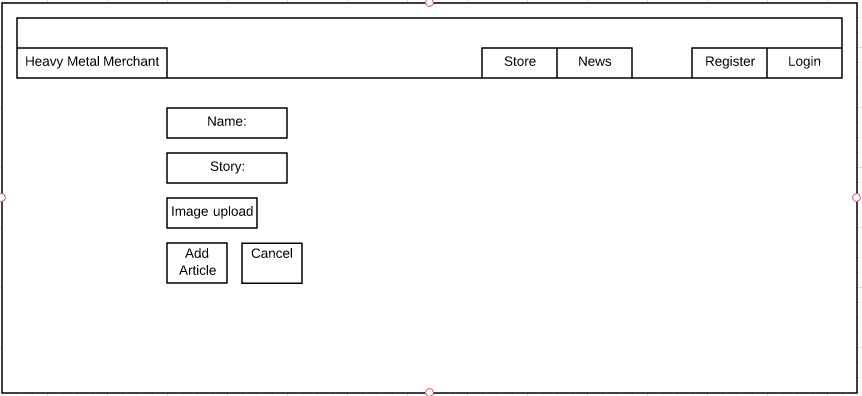 Heavy Metal Merchant
Store
News
Register
Login
Name:
Story:
Image upload
Add
Article
Cancel